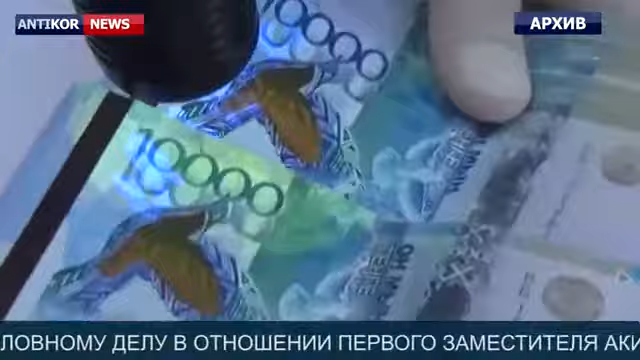 ANTIKOR NEWS
АРХИВ
10000
10000
ЛОВНОМУ ДЕЛУ В ОТНОШЕНИИ ПЕРВОГО ЗАМЕСТИТЕЛЯ АКИ